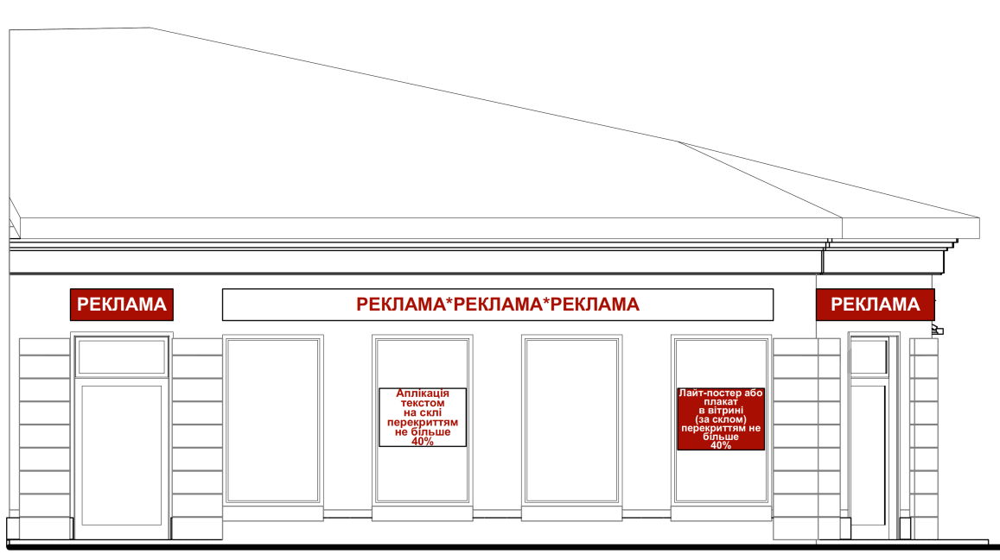 РЕКЛАМА
РЕКЛАМА*РЕКЛАМА*РЕКЛАМА
РЕКЛАМА
Аплікація
текстом
на склі
перекриттям
не більше
40%
Лайт-постер або
плакат
в вітрині
(за склом)
перекриттям не
більше
40%